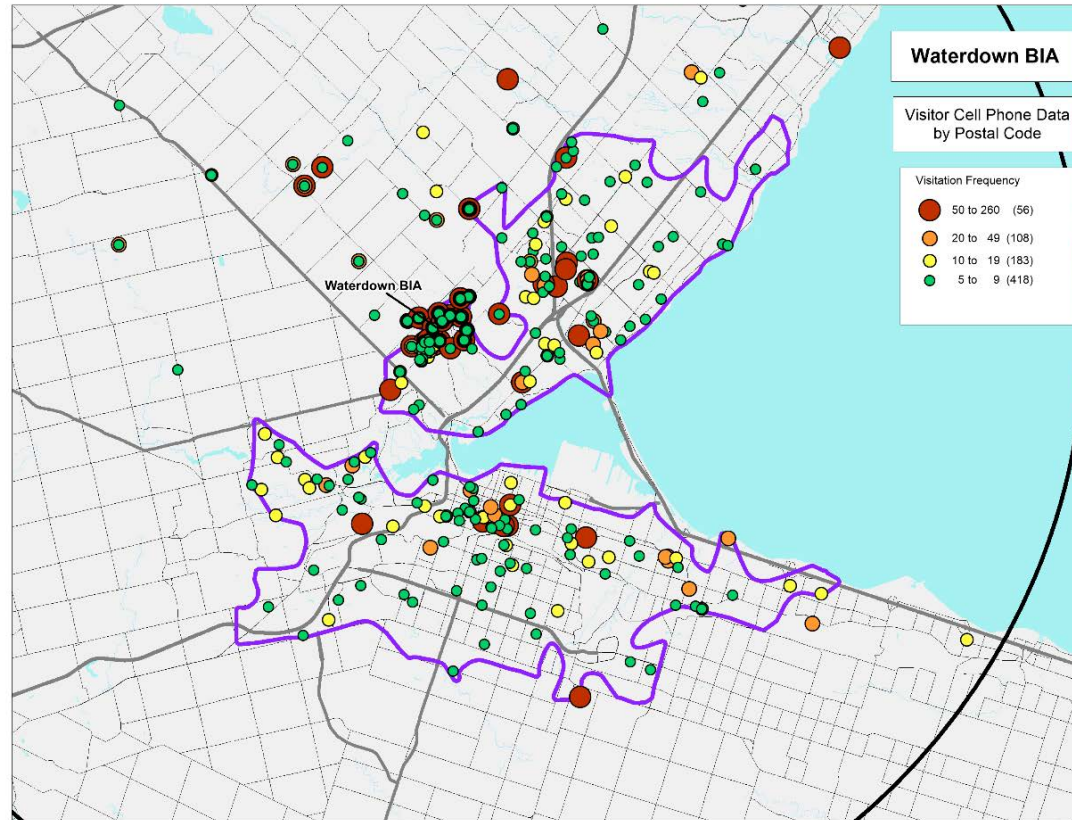 Waterdown BIA
Visitor Cell Phone Data
by Postal Code
Visitation Frequency
50 to 260 (56)
20 to 49 (108)
10 to 19 (183)
5 to 9 (418)
Waterdown BIA